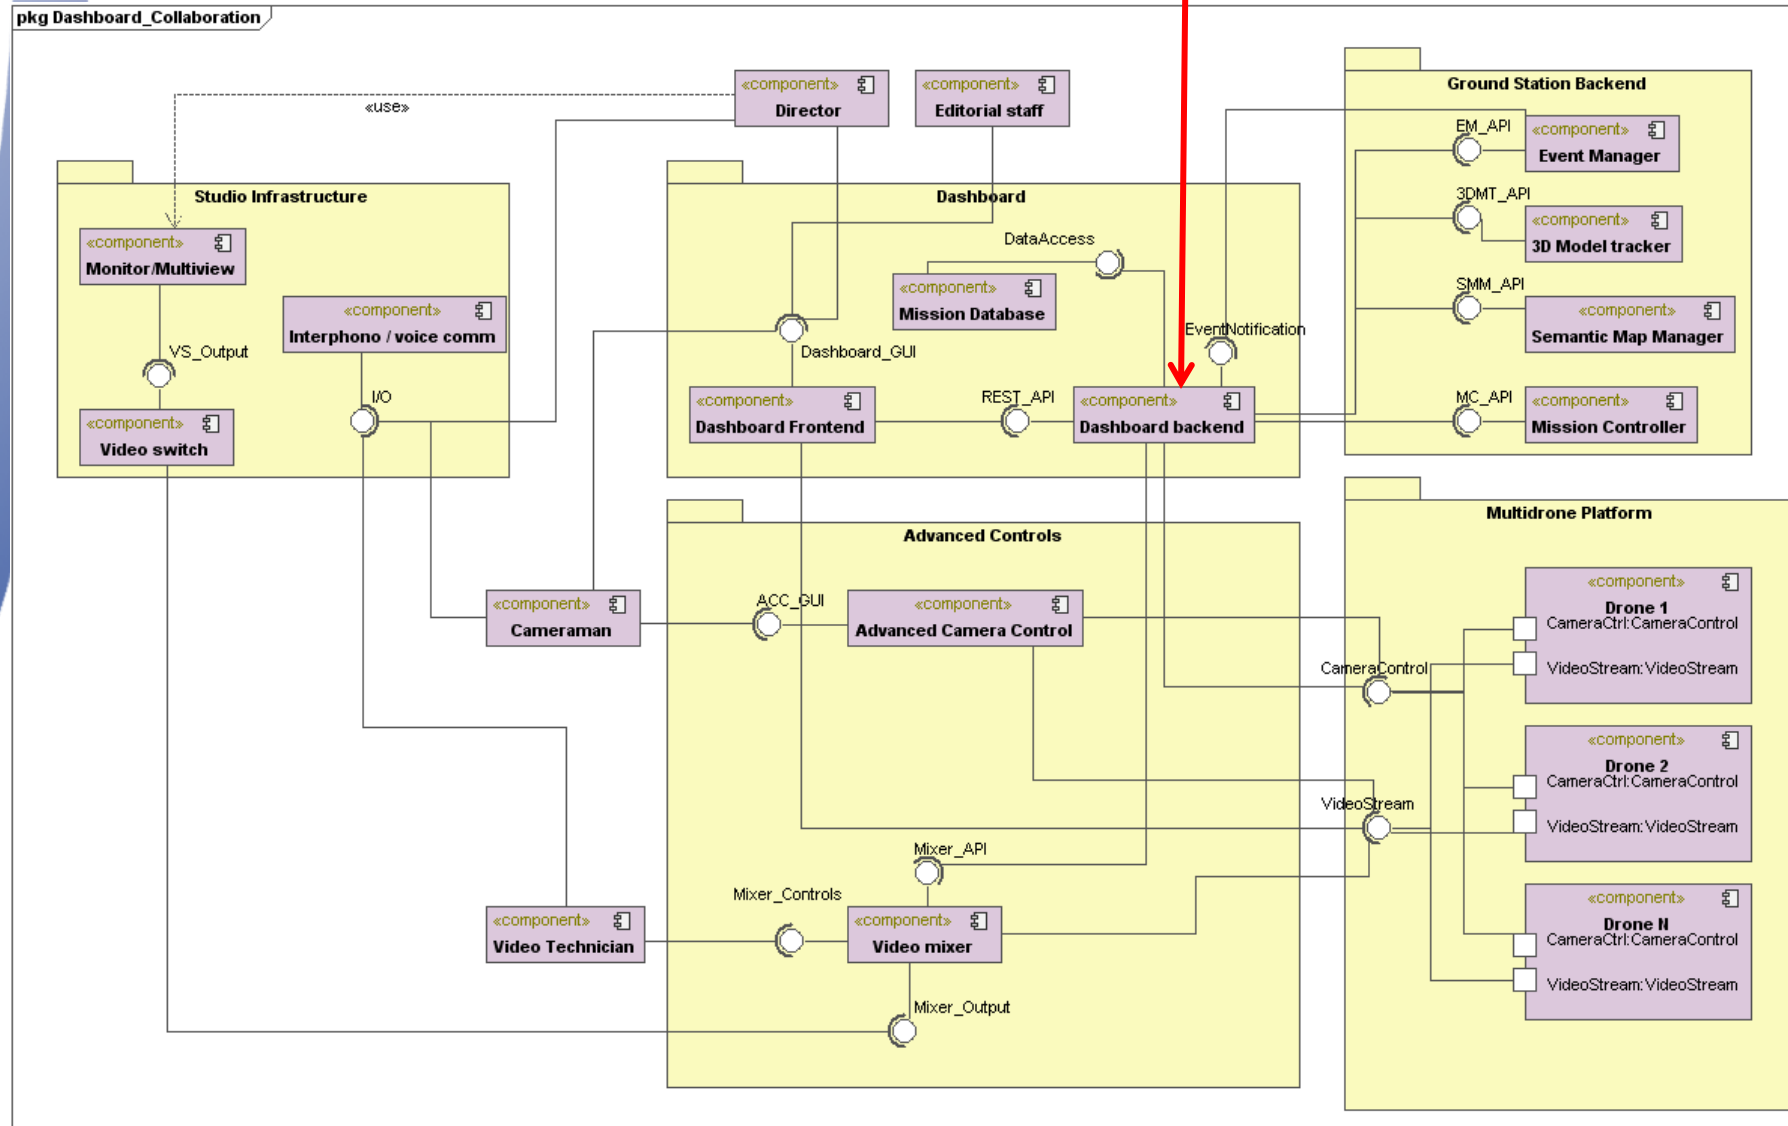 pkg Dashboard_Collaboration
«component»
Director
«component»
Editorial staff
«use»
Studio Infrastructure
«component»
Monitor/Multiview
«component»
Interphono / voice comm
VS_Output
I/O
«component»
Video switch
Dashboard
DataAccess
«component»
Mission Database
EventNotification
Dashboard_GUI
«component»
Dashboard Frontend
REST_API
«component»
Dashboard backend
Ground Station Backend
EM_API
«component»
Event Manager
3DMT_API
«component»
3D Model tracker
SMM_API
«component»
Semantic Map Manager
MC_API
«component»
Mission Controller
«component»
Cameraman
«component»
Video Technician
Advanced Controls
ACC_GUI
«component»
Advanced Camera Control
Mixer_API
Mixer_Controls
«component»
Video mixer
Mixer_Output
Multidrone Platform
CameraControl
VideoStream
«component»
Drone 1
CameraCtrl:CameraControl
VideoStream:VideoStream
«component»
Drone 2
CameraCtrl:CameraControl
VideoStream:VideoStream
«component»
Drone N
CameraCtrl:CameraControl
VideoStream:VideoStream